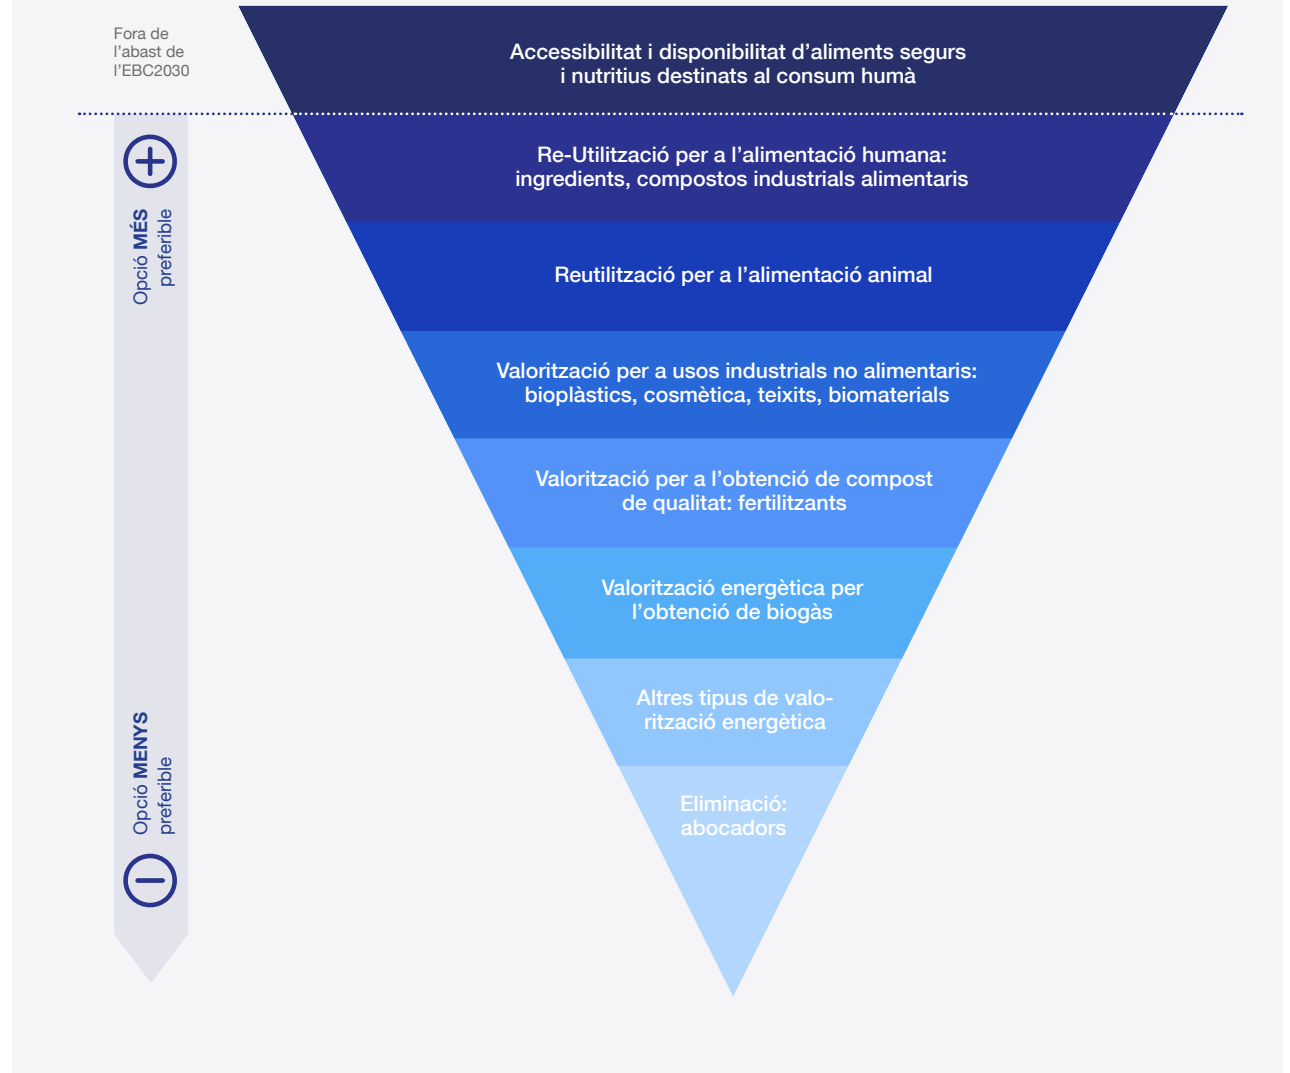 Fora de
l’abast de
l’EBC2030
Accessibilitat i disponibilitat d’aliments segurs
i nutritius destinats al consum humà
Opció MÉS
preferible
Re-Utilització per a l’alimentació humana:
ingredients, compostos industrials alimentaris
Reutilització per a l’alimentació animal
Valorització per a usos industrials no alimentaris:
bioplàstics, cosmètica, teixits, biomaterials
Valorització per a l’obtenció de compost
de qualitat: fertilitzants
Valorització energètica per
l’obtenció de biogàs
Altres tipus de valo-
rització energètica
Eliminació:
abocadors
Opció MENYS
preferible